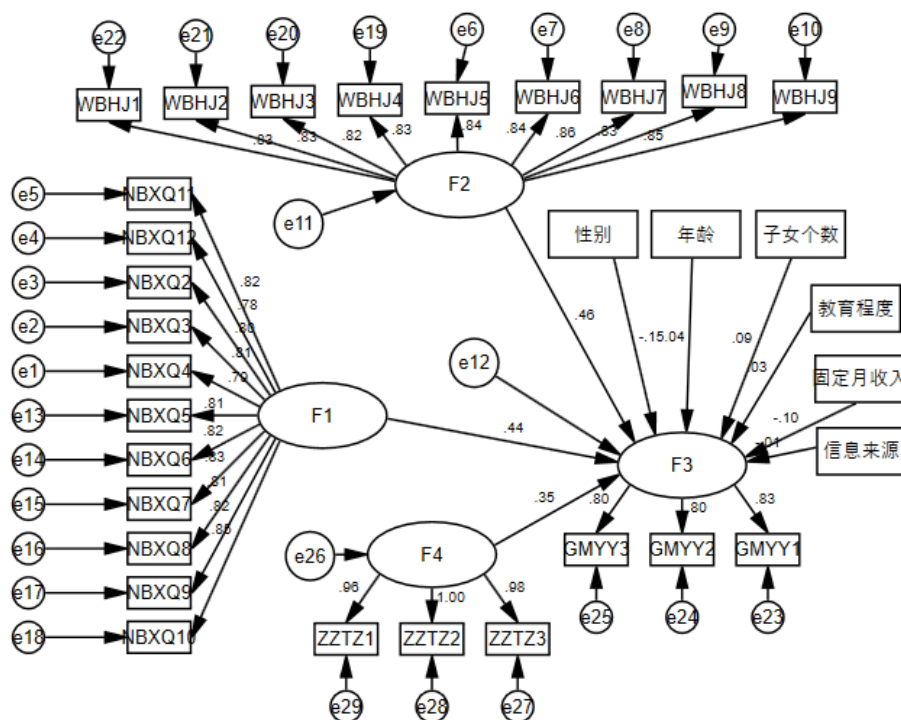 e22
e21
e20
e19
e6
e7
e8
e9
e10
WBHJ1
WBHJ2
WBHJ3
WBHJ4
WBHJ5
WBHJ6
WBHJ7
WBHJ8
WBHJ9
.83
.83
.83
.82
.83
.84
.84
.86
.83
.85
F2
e11
e5
NBXQ11
e4
NBXQ12
e3
NBXQ2
e2
NBXQ3
e1
NBXQ4
e13
NBXQ5
e14
NBXQ6
e15
NBXQ7
e16
NBXQ8
e17
NBXQ9
e18
NBXQ10
.82
.78
.80
.81
.79
.81
.82
.83
.81
.82
.85
F1
性别
年龄
子女个数
教育程度
固定月收入
信息来源
.46
-.15
.04
.09
.03
-.10
.01
e12
.44
F3
.35
.80
.80
.83
GMYY3
GMYY2
GMYY1
e25
e24
e23
e26
F4
.96
1.00
.98
ZZTZ1
ZZTZ2
ZZTZ3
e29
e28
e27